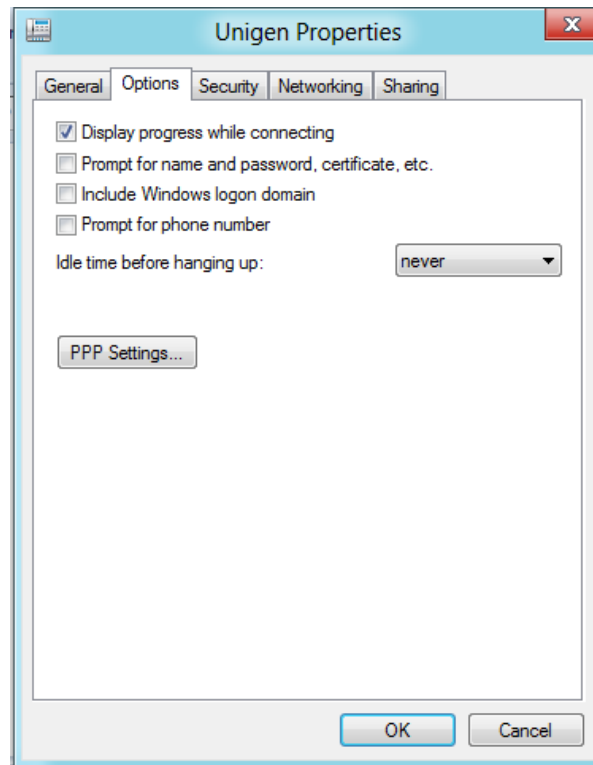 Unigen Properties
General Options Security Networking Sharing
Display progress while connecting
Prompt for name and password, certificate, etc.
Include Windows logon domain
Prompt for phone number
Idle time before hanging up: never
PPP Settings...
OK Cancel